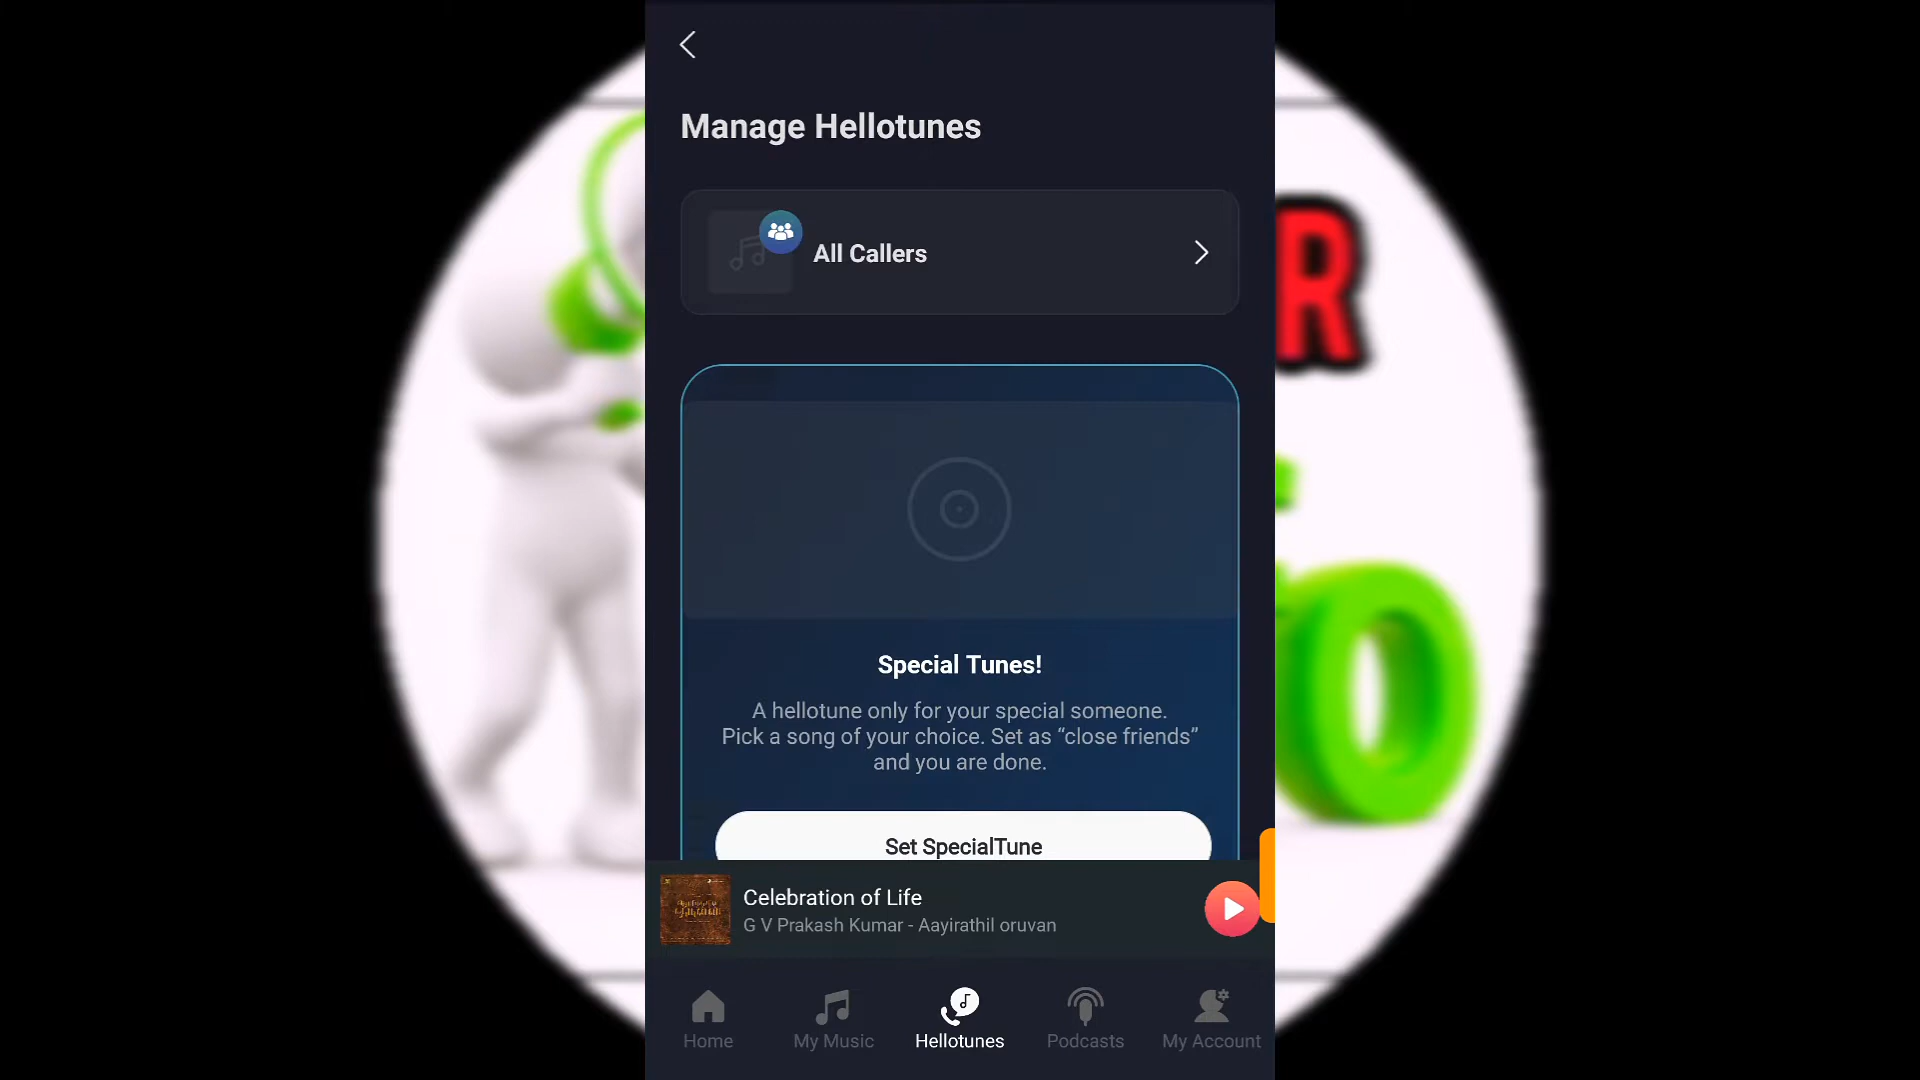 Manage Hellotunes
All Callers
Special Tunes!
A hellotune only for your special someone.
Pick a song of your choice. Set as “close friends”
and you are done.
Set SpecialTune
Celebration of Life
G V Prakash Kumar - Aayirathil oruvan
Home
My Music
Hellotunes
Podcasts
My Account
R
O